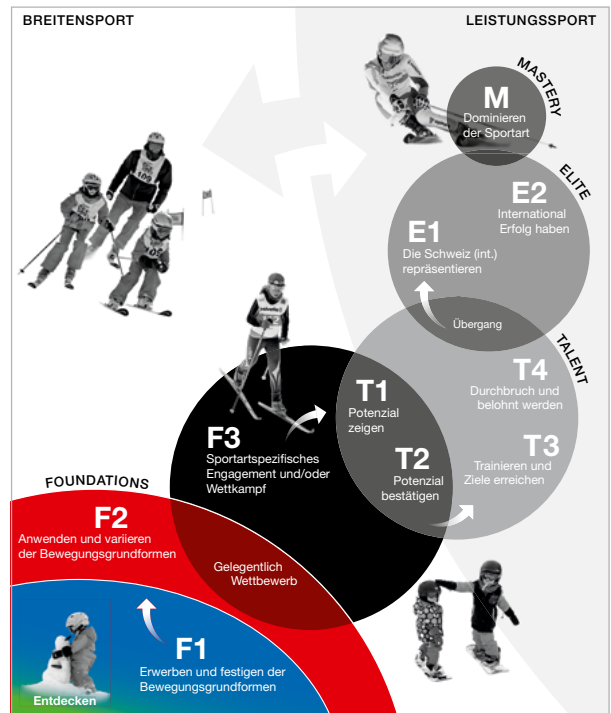 BREITENSPORT
LEISTUNGSSPORT
MASTERY
M
Dominieren
der Sportart
ELITE
E2
International
Erfolg haben
E1
Die Schweiz (int.)
repräsentieren
Übergang
TALENT
T4
Durchbruch und
belohnt werden
T1
Potenzial
zeigen
T3
Trainieren und
Ziele erreichen
T2
Potenzial
bestätigen
F3
Sportartspezifisches
Engagement und/oder
Wettkampf
FOUNDATIONS
F2
Anwenden und variieren
der Bewegungsgrundformen
Gelegentlich
Wettbewerb
F1
Erwerben und festigen der
Bewegungsgrundformen
Entdecken
109